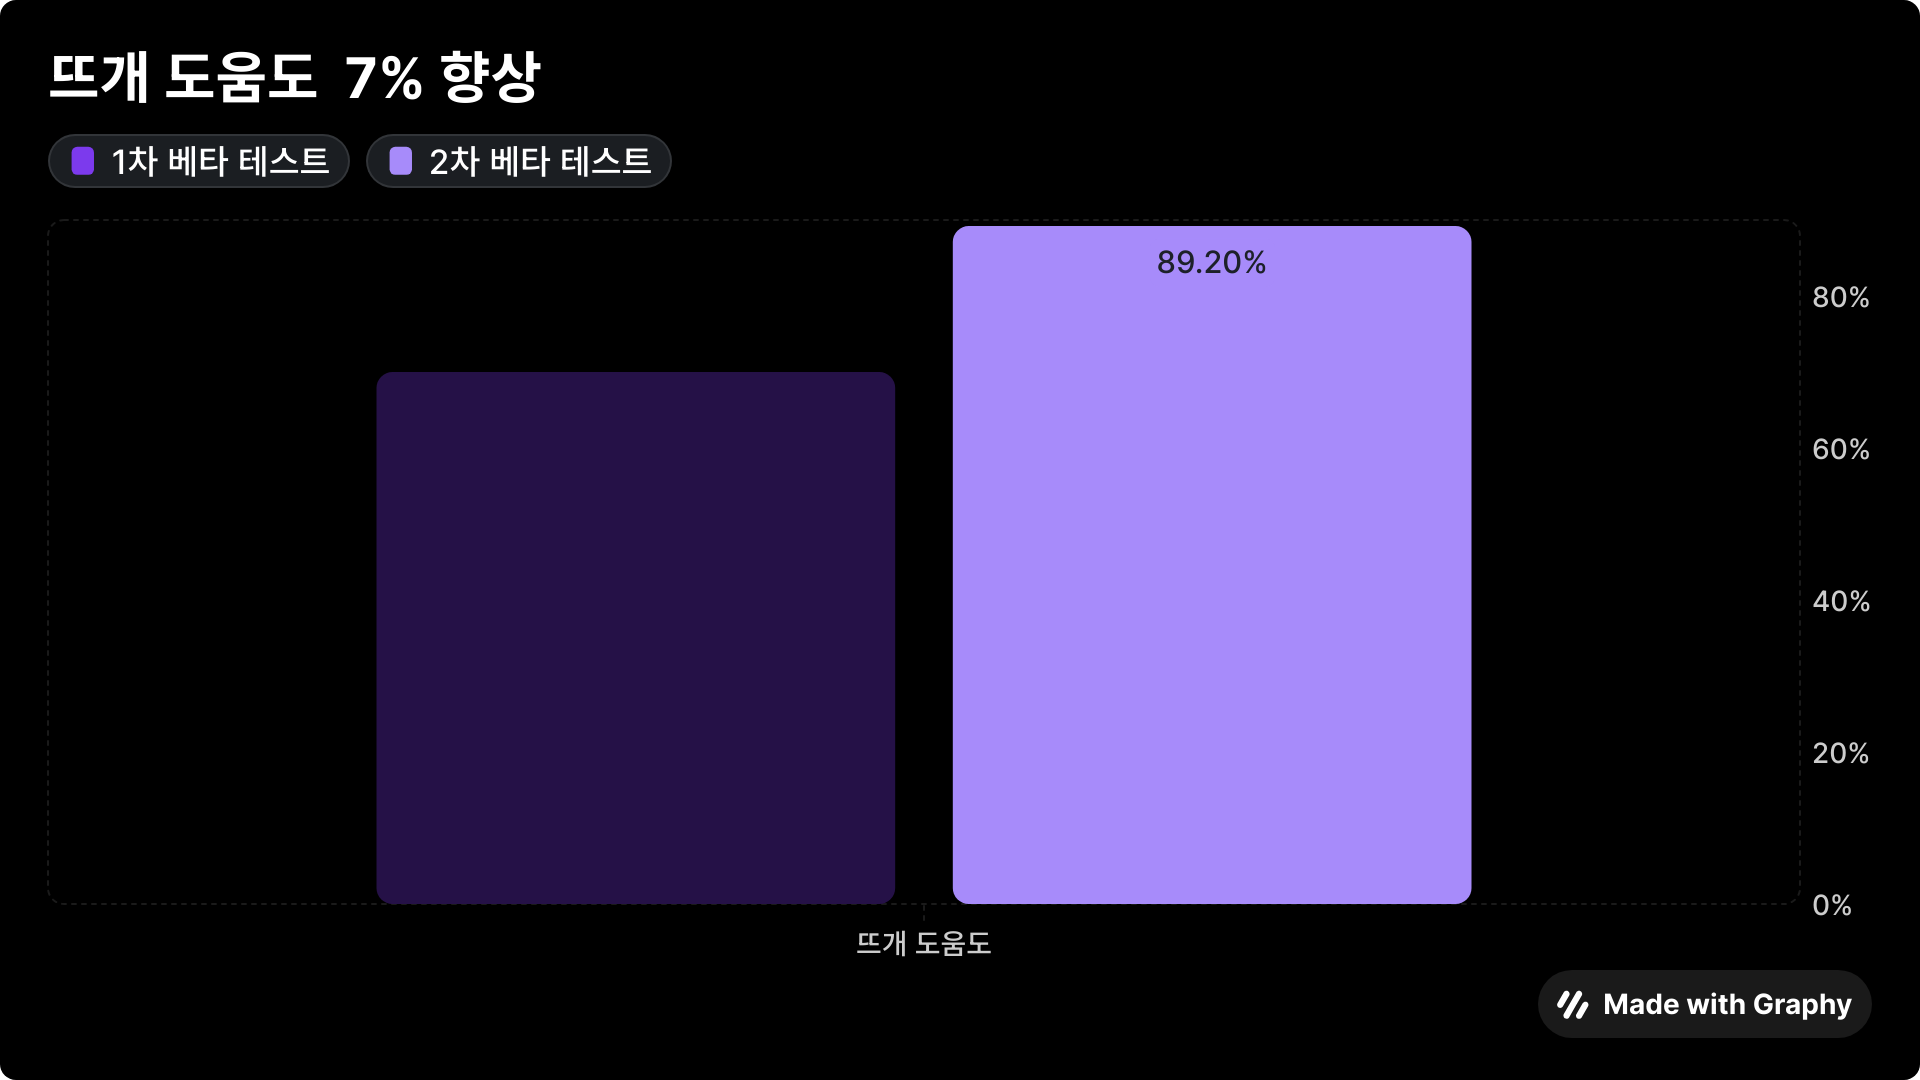 뜨개 도움도 7% 향상
1차 베타 테스트
2차 베타 테스트
89.20%
80%
60%
40%
20%
0%
뜨개 도움도
Made with Graphy